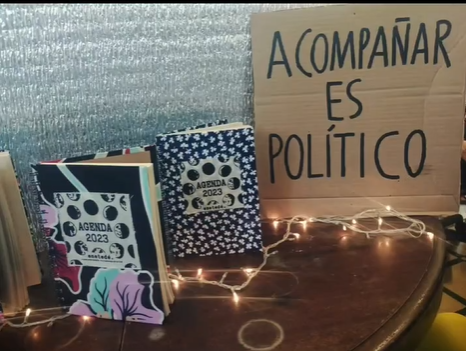 ACOMPAÑAR
ES
POLÍTICO
AGENDA
2023
AGENDA
2023